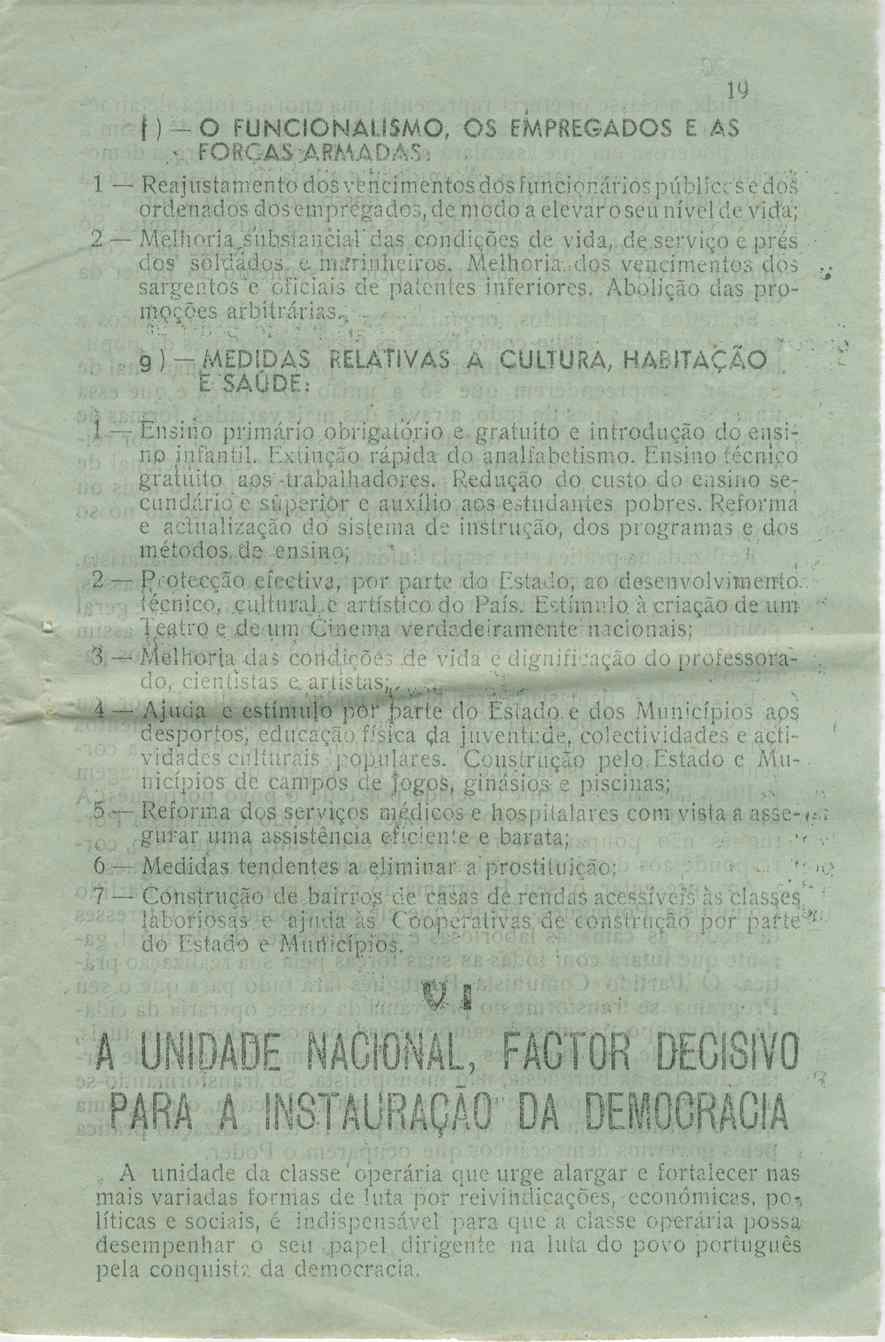 19
f) — O FUNCIONALISMO, OS EMPREGADOS E AS
FORÇAS ARMADAS:
1 — Reajustamento dos vencimentos dos funcionários públicos e dos
ordenados dos empregados, de modo a elevar o seu nível de vida;
2 — Melhoria substancial das condições de vida, de serviço e prés
dos soldados e marinheiros. Melhoria dos vencimentos dos
sargentos e oficiais de patentes inferiores. Abolição das pro-
moções arbitrárias.
g) — MEDIDAS RELATIVAS A CULTURA, HABITAÇÃO
E SAÚDE:
1 — Ensino primário obrigatório e gratuito e introdução do ensi-
no infantil. Extinção rápida do analfabetismo. Ensino técnico
gratuito aos trabalhadores. Redução do custo do ensino se-
cundário e superior e auxílio aos estudantes pobres. Reforma
e actualização do sistema de instrução, dos programas e dos
métodos de ensino;
2 — Protecção efectiva, por parte do Estado, ao desenvolvimento
técnico, cultural e artístico do País. Estímulo à criação de um
Teatro e de um Cinema verdadeiramente nacionais;
3 — Melhoria das condições de vida e dignificação do professora-
do, cientistas e artistas;
4 — Ajuda e estímulo por parte do Estado e dos Municípios aos
desportos, educação física da juventude, colectividades e acti-
vidades culturais populares. Construção pelo Estado e Mu-
nicípios de campos de jogos, ginásios e piscinas;
5 — Reforma dos serviços médicos e hospitalares com vista a asse-
gurar uma assistência eficiente e barata;
6 — Medidas tendentes a eliminar a prostituição;
7 — Construção de bairros de casas de rendas acessíveis às classes
laboriosas e ajuda às Cooperativas de construção por parte
do Estado e Municípios.
VI
A UNIDADE NACIONAL, FACTOR DECISIVO
PARA A INSTAURAÇÃO DA DEMOCRACIA
A unidade da classe operária que urge alargar e fortalecer nas
mais variadas formas de luta por reivindicações, económicas, po-
líticas e sociais, é indispensável para que a classe operária possa
desempenhar o seu papel dirigente na luta do povo português
pela conquista da democracia.